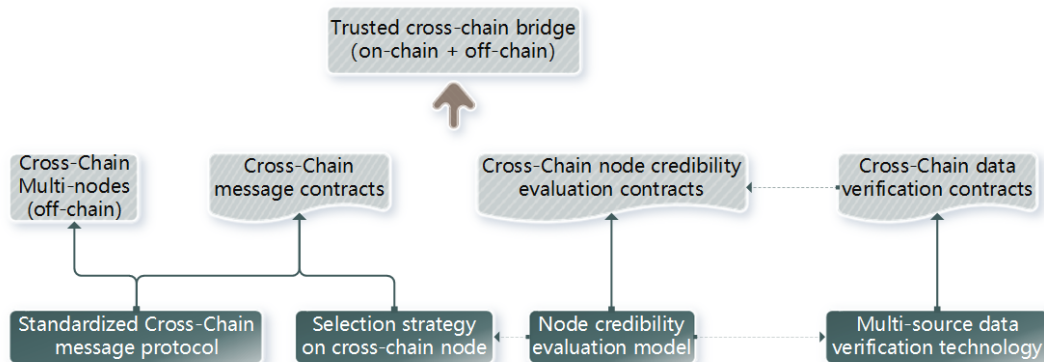 Trusted cross-chain bridge
(on-chain + off-chain)
Cross-Chain
Multi-nodes
(off-chain)
Cross-Chain
message contracts
Cross-Chain node credibility
evaluation contracts
Cross-Chain data
verification contracts
Standardized Cross-Chain
message protocol
Selection strategy
on cross-chain node
Node credibility
evaluation model
Multi-source data
verification technology